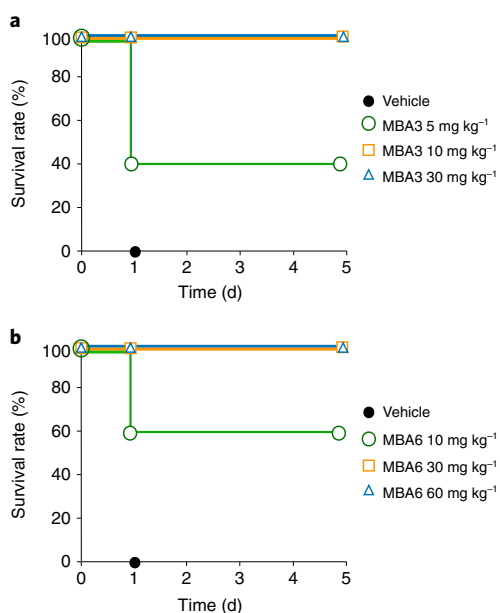 a
100
80
60
40
20
0
Survival rate (%)
0 1 2 3 4 5
Time (d)
Vehicle
MBA3 5 mg kg⁻¹
MBA3 10 mg kg⁻¹
MBA3 30 mg kg⁻¹
b
100
80
60
40
20
0
Survival rate (%)
0 1 2 3 4 5
Time (d)
Vehicle
MBA6 10 mg kg⁻¹
MBA6 30 mg kg⁻¹
MBA6 60 mg kg⁻¹